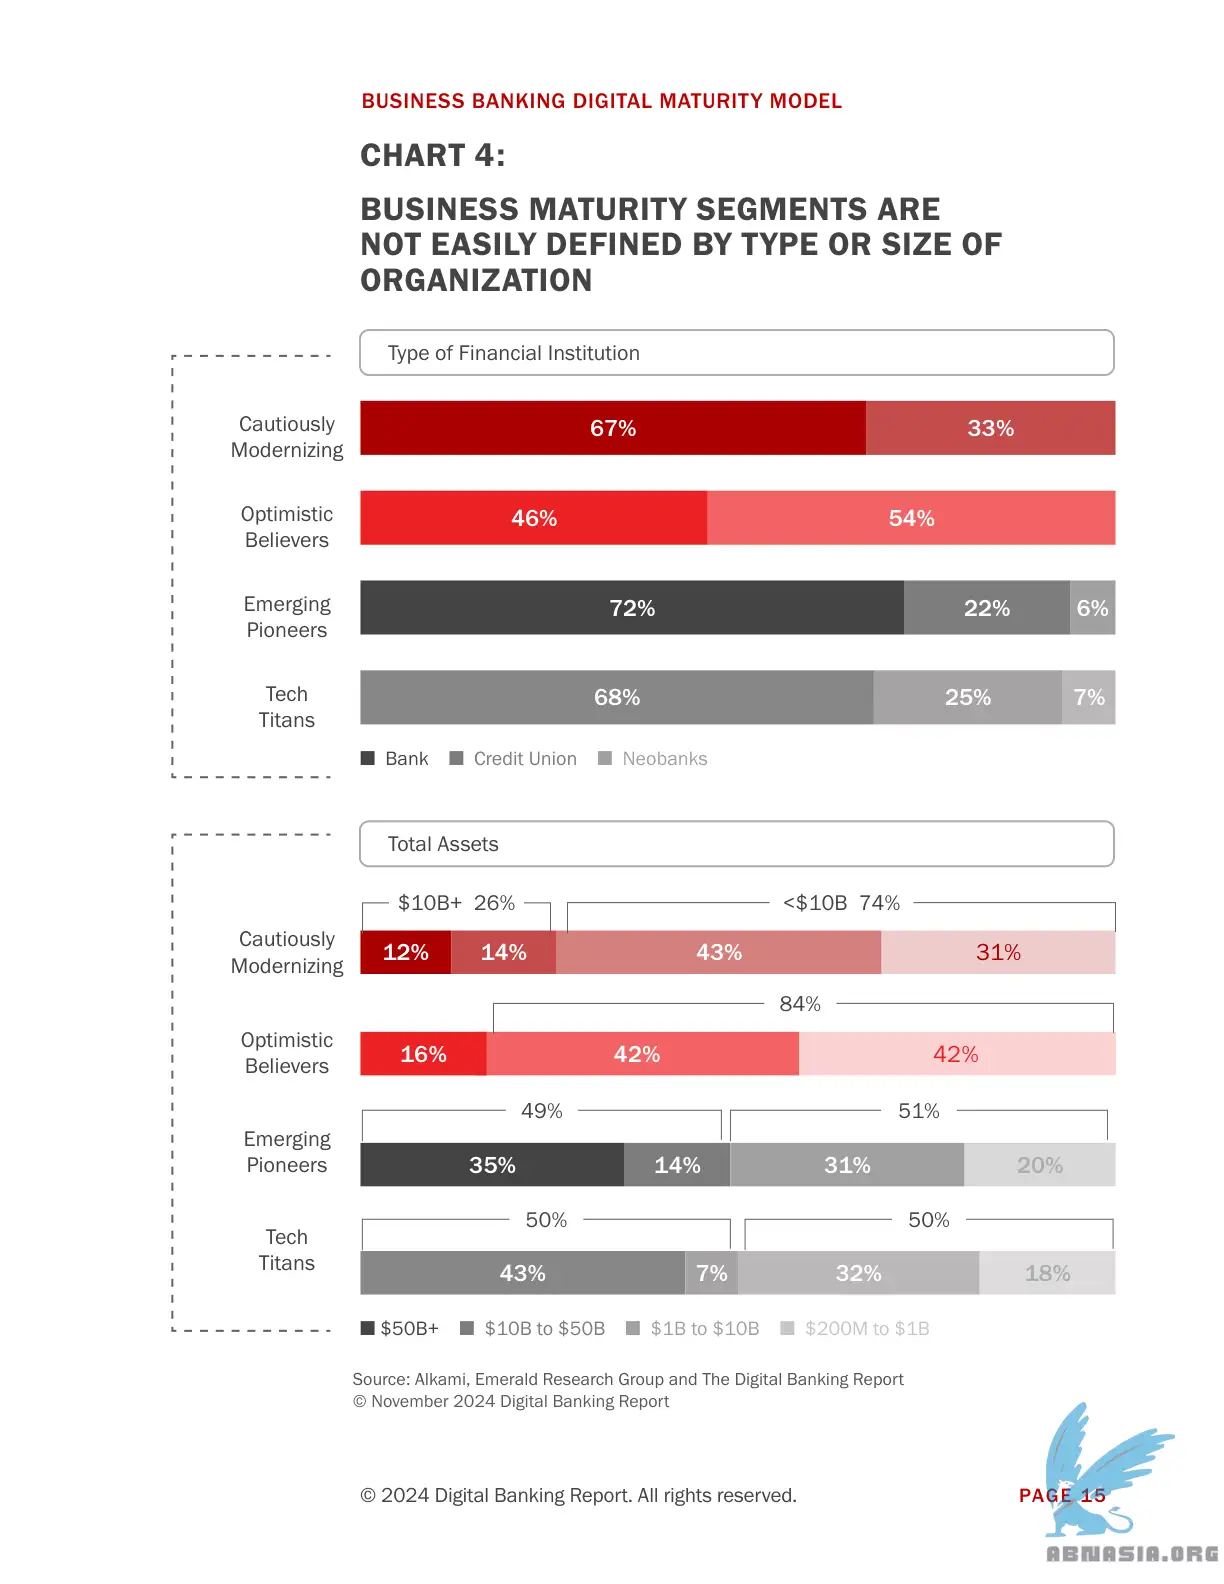 BUSINESS BANKING DIGITAL MATURITY MODEL
CHART 4:
BUSINESS MATURITY SEGMENTS ARE
NOT EASILY DEFINED BY TYPE OR SIZE OF
ORGANIZATION
Type of Financial Institution
Cautiously
Modernizing
67% 33%
Optimistic
Believers
46% 54%
Emerging
Pioneers
72% 22% 6%
Tech
Titans
68% 25% 7%
Bank Credit Union Neobanks
Total Assets
$10B+ 26% <$10B 74%
Cautiously
Modernizing
12% 14% 43% 31%
84%
Optimistic
Believers
16% 42% 42%
49% 51%
Emerging
Pioneers
35% 14% 31% 20%
50% 50%
Tech
Titans
43% 7% 32% 18%
$50B+ $10B to $50B $1B to $10B $200M to $1B
Source: Alkami, Emerald Research Group and The Digital Banking Report
© November 2024 Digital Banking Report
© 2024 Digital Banking Report. All rights reserved.
PAGE 15
ABNASIA.ORG